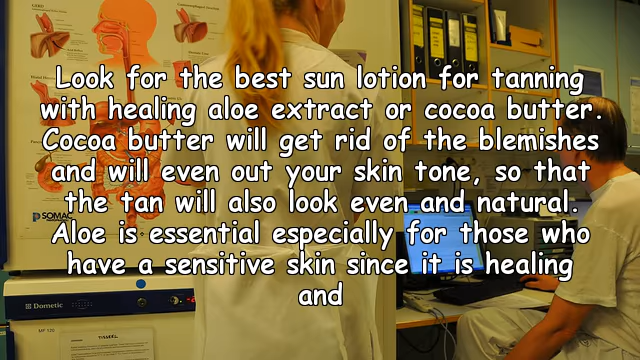 Look for the best sun lotion for tanning
with healing aloe extract or cocoa butter.
Cocoa butter will get rid of the blemishes
and will even out your skin tone, so that
the tan will also look even and natural.
Aloe is essential especially for those who
have a sensitive skin since it is healing
and
SOMAC
Dometic